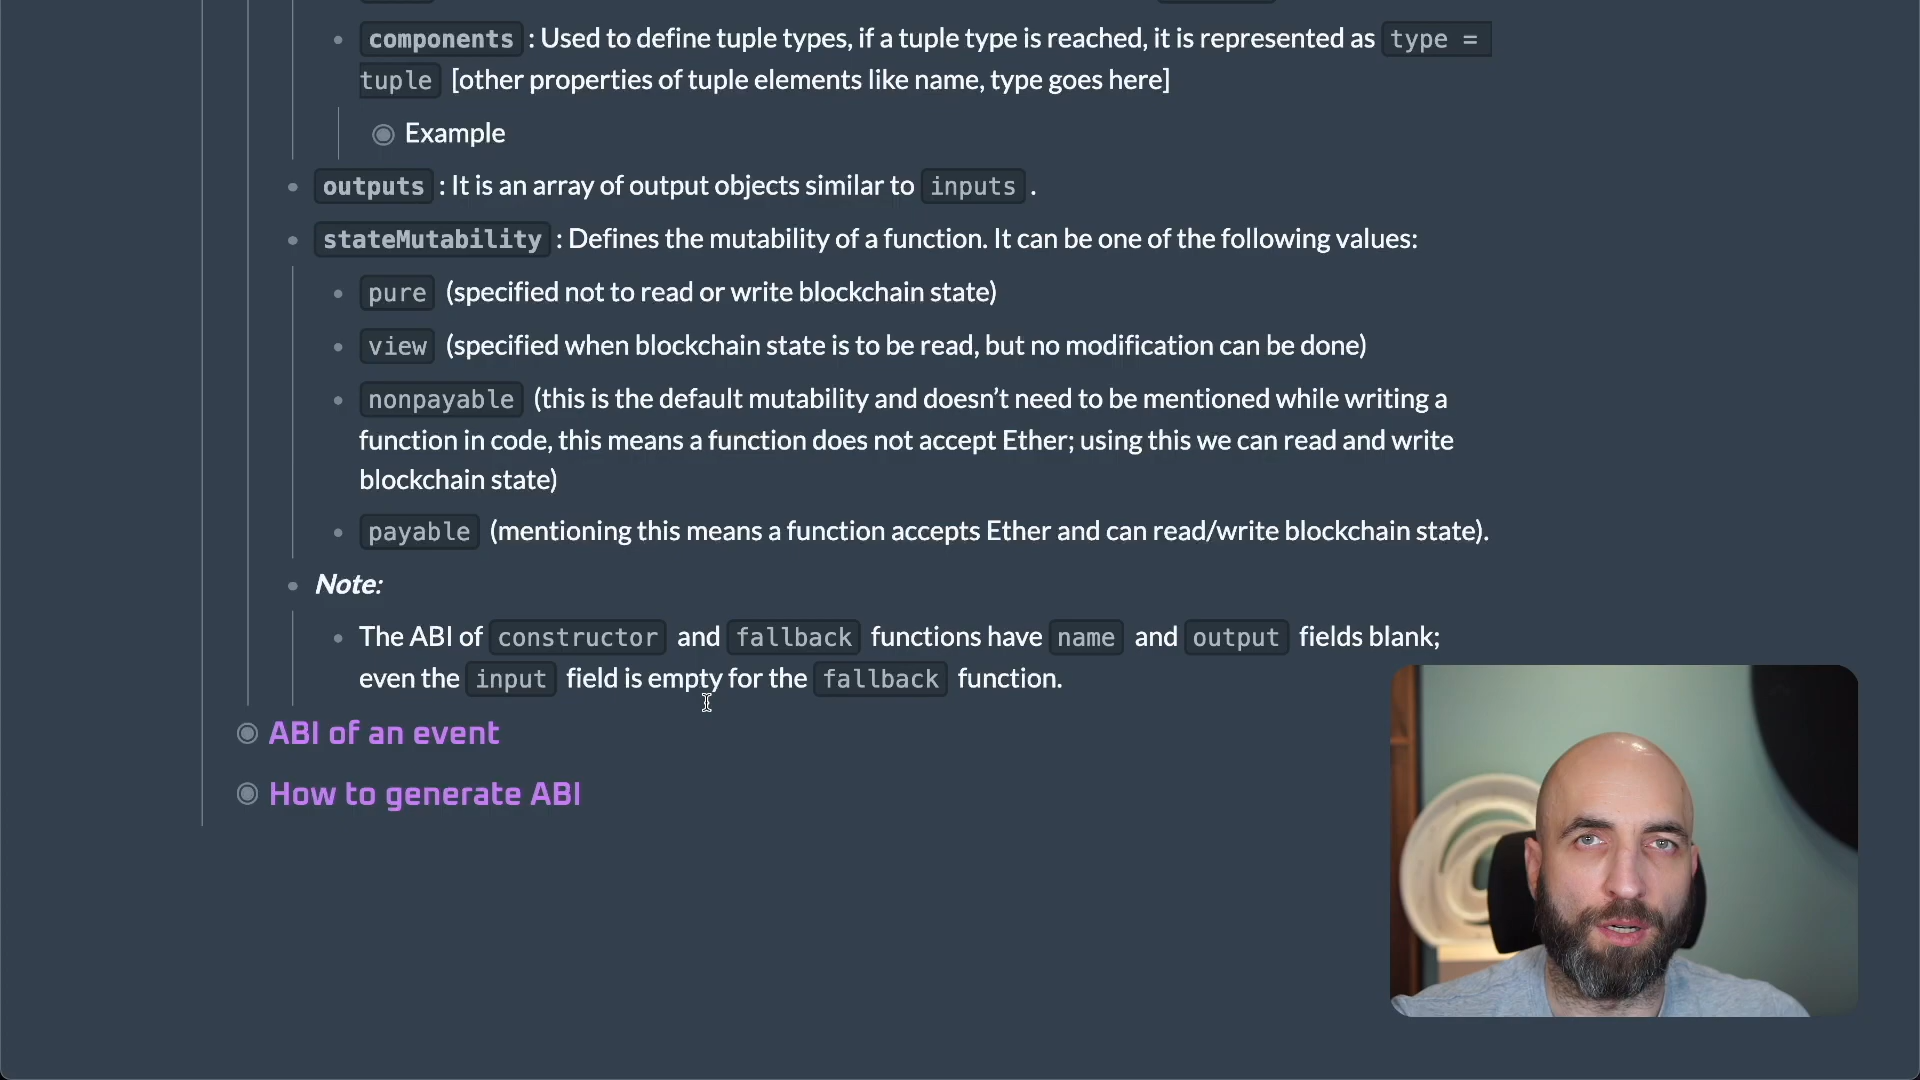 components : Used to define tuple types, if a tuple type is reached, it is represented as type =
tuple [other properties of tuple elements like name, type goes here]
Example
outputs : It is an array of output objects similar to inputs .
stateMutability : Defines the mutability of a function. It can be one of the following values:
pure (specified not to read or write blockchain state)
view (specified when blockchain state is to be read, but no modification can be done)
nonpayable (this is the default mutability and doesn’t need to be mentioned while writing a
function in code, this means a function does not accept Ether; using this we can read and write
blockchain state)
payable (mentioning this means a function accepts Ether and can read/write blockchain state).
Note:
The ABI of constructor and fallback functions have name and output fields blank;
even the input field is empty for the fallback function.
ABI of an event
How to generate ABI